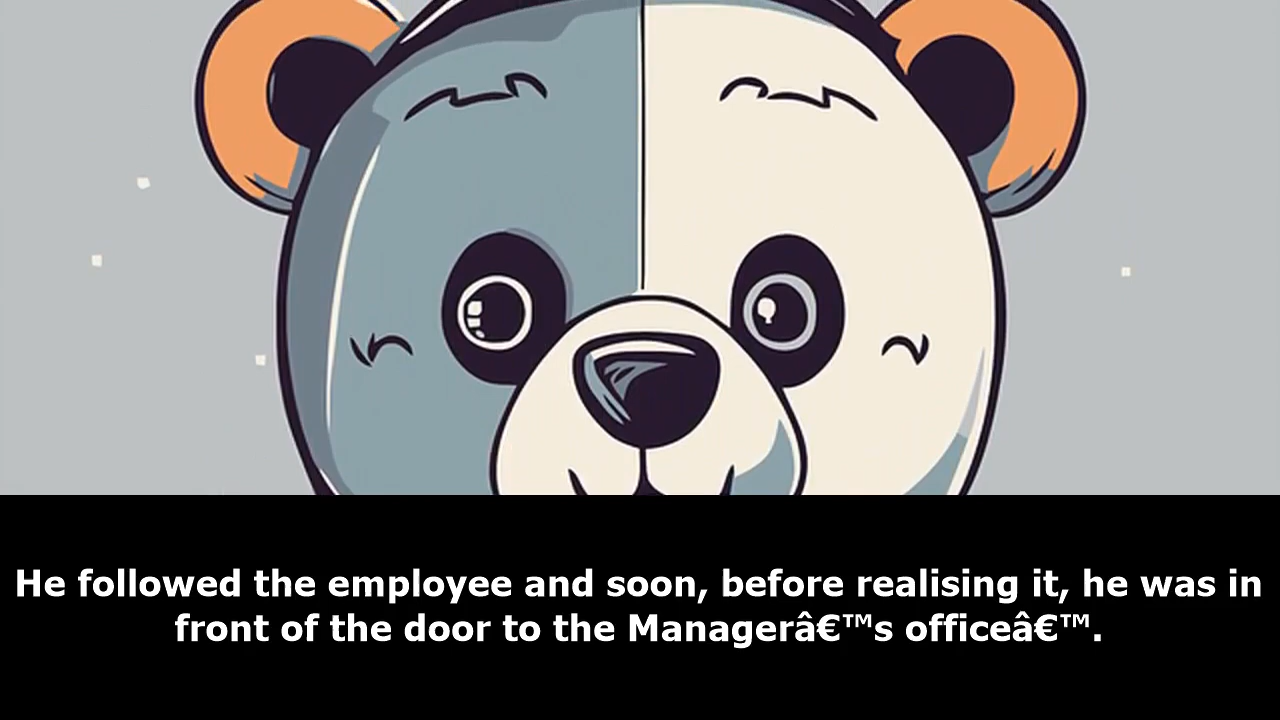 He followed the employee and soon, before realising it, he was in
front of the door to the Managerâ€™s officeâ€™.